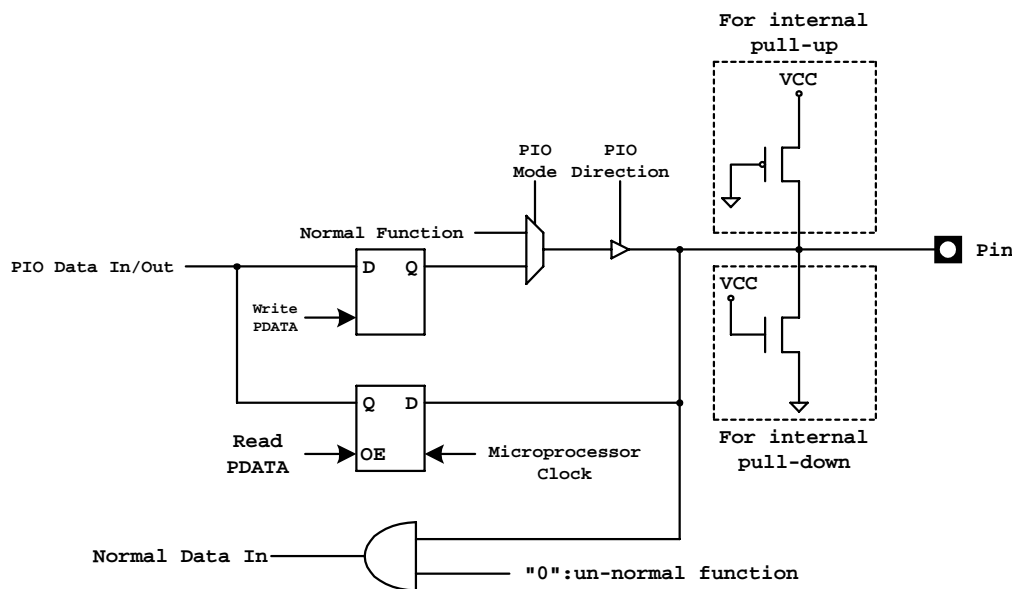 For internal
pull-up
VCC
PIO
Mode
PIO
Direction
Normal Function
PIO Data In/Out
D
Q
Pin
Write
PDATA
VCC
Q
D
Read
PDATA
OE
Microprocessor
Clock
For internal
pull-down
Normal Data In
"0":un-normal function